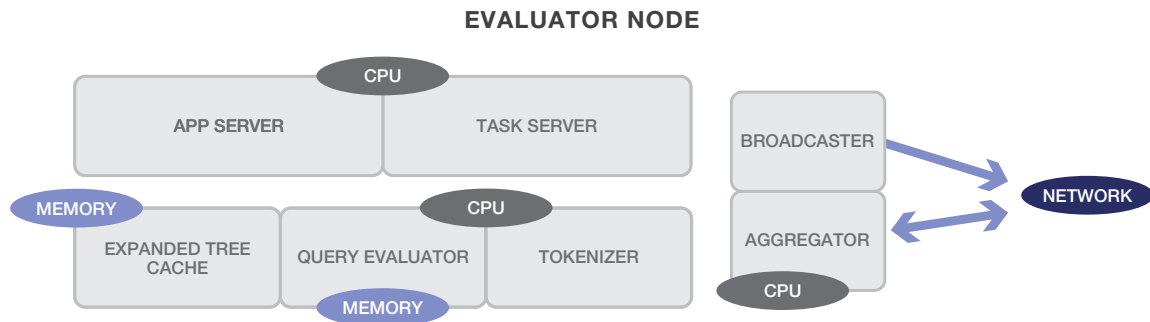 EVALUATOR NODE
CPU
APP SERVER
TASK SERVER
BROADCASTER
MEMORY
CPU
NETWORK
EXPANDED TREE
CACHE
QUERY EVALUATOR
TOKENIZER
AGGREGATOR
MEMORY
CPU